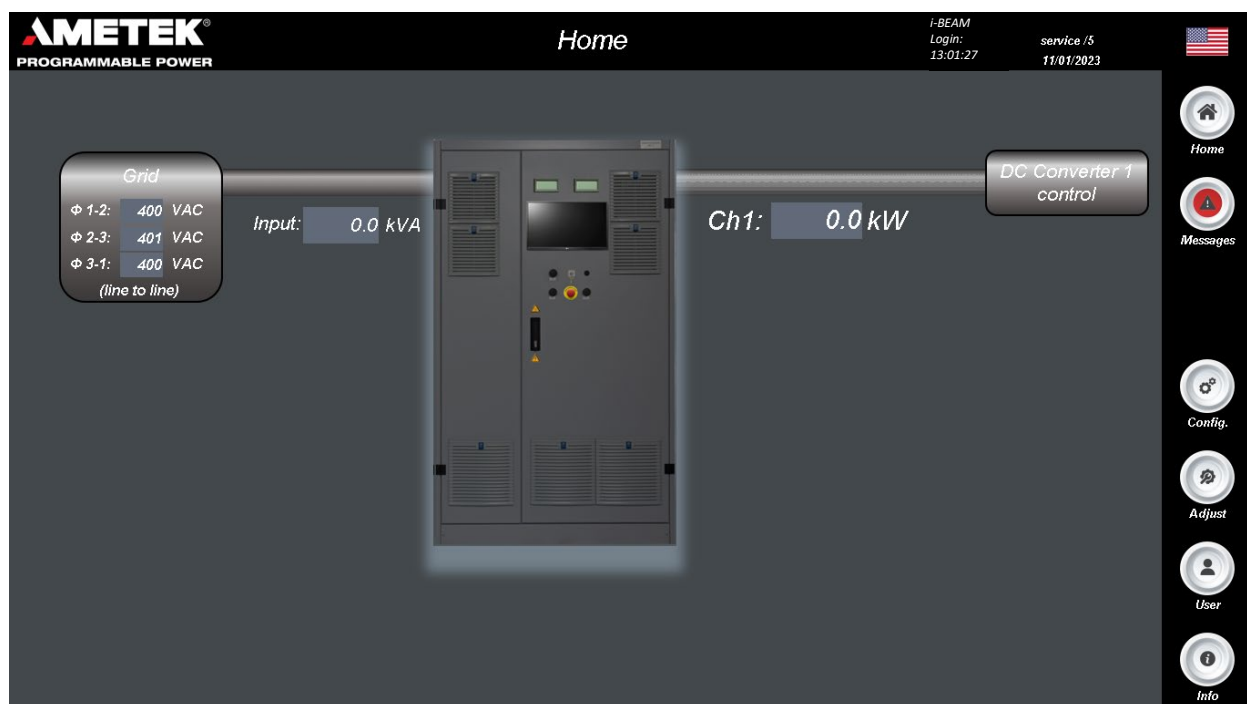 AMETEK®
PROGRAMMABLE POWER
Home
i-BEAM
Login:
13:01:27
service /5
11/01/2023
Grid
Φ 1-2: 400 VAC
Φ 2-3: 401 VAC
Φ 3-1: 400 VAC
(line to line)
Input: 0.0 kVA
Ch1: 0.0 kW
DC Converter 1
control
Home
Messages
Config.
Adjust
User
Info